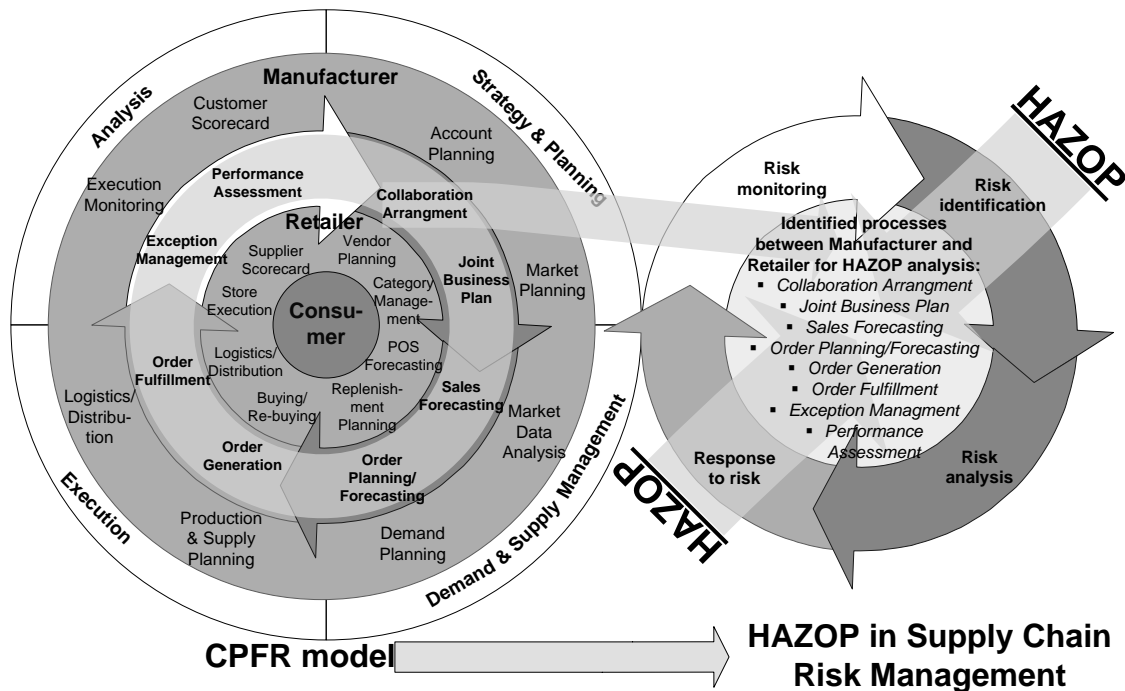 Analysis
Strategy & Planning
Demand & Supply Management
Execution
Manufacturer
Customer
Scorecard
Account
Planning
Execution
Monitoring
Market
Planning
Logistics/
Distribu-
tion
Market
Data
Analysis
Production
& Supply
Planning
Demand
Planning
Performance
Assessment
Collaboration
Arrangment
Exception
Management
Joint
Business
Plan
Order
Fulfillment
Sales
Forecasting
Order
Generation
Order
Planning/
Forecasting
Retailer
Supplier
Scorecard
Vendor
Planning
Store
Execution
Category
Manage-
ment
Logistics/
Distribution
POS
Forecasting
Buying/
Re-buying
Replenish-
ment
Planning
Consu-
mer
HAZOP
Risk
monitoring
Risk
identification
Identified processes
between Manufacturer and
Retailer for HAZOP analysis:
▪ Collaboration Arrangment
▪ Joint Business Plan
▪ Sales Forecasting
▪ Order Planning/Forecasting
▪ Order Generation
▪ Order Fulfillment
▪ Exception Managment
▪ Performance
Assessment
Response
to risk
Risk
analysis
HAZOP
CPFR model
HAZOP in Supply Chain
Risk Management